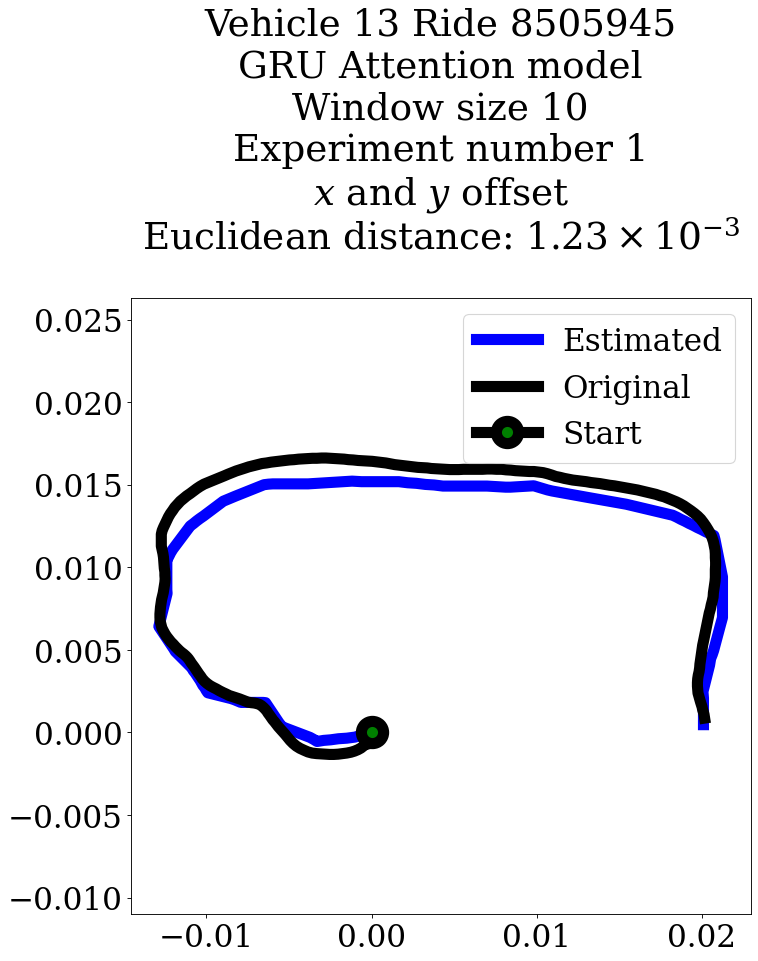 Vehicle 13 Ride 8505945
GRU Attention model
Window size 10
Experiment number 1
x and y offset
Euclidean distance: 1.23 × 10⁻³
Estimated
Original
Start
0.025
0.020
0.015
0.010
0.005
0.000
−0.005
−0.010
−0.01 0.00 0.01 0.02